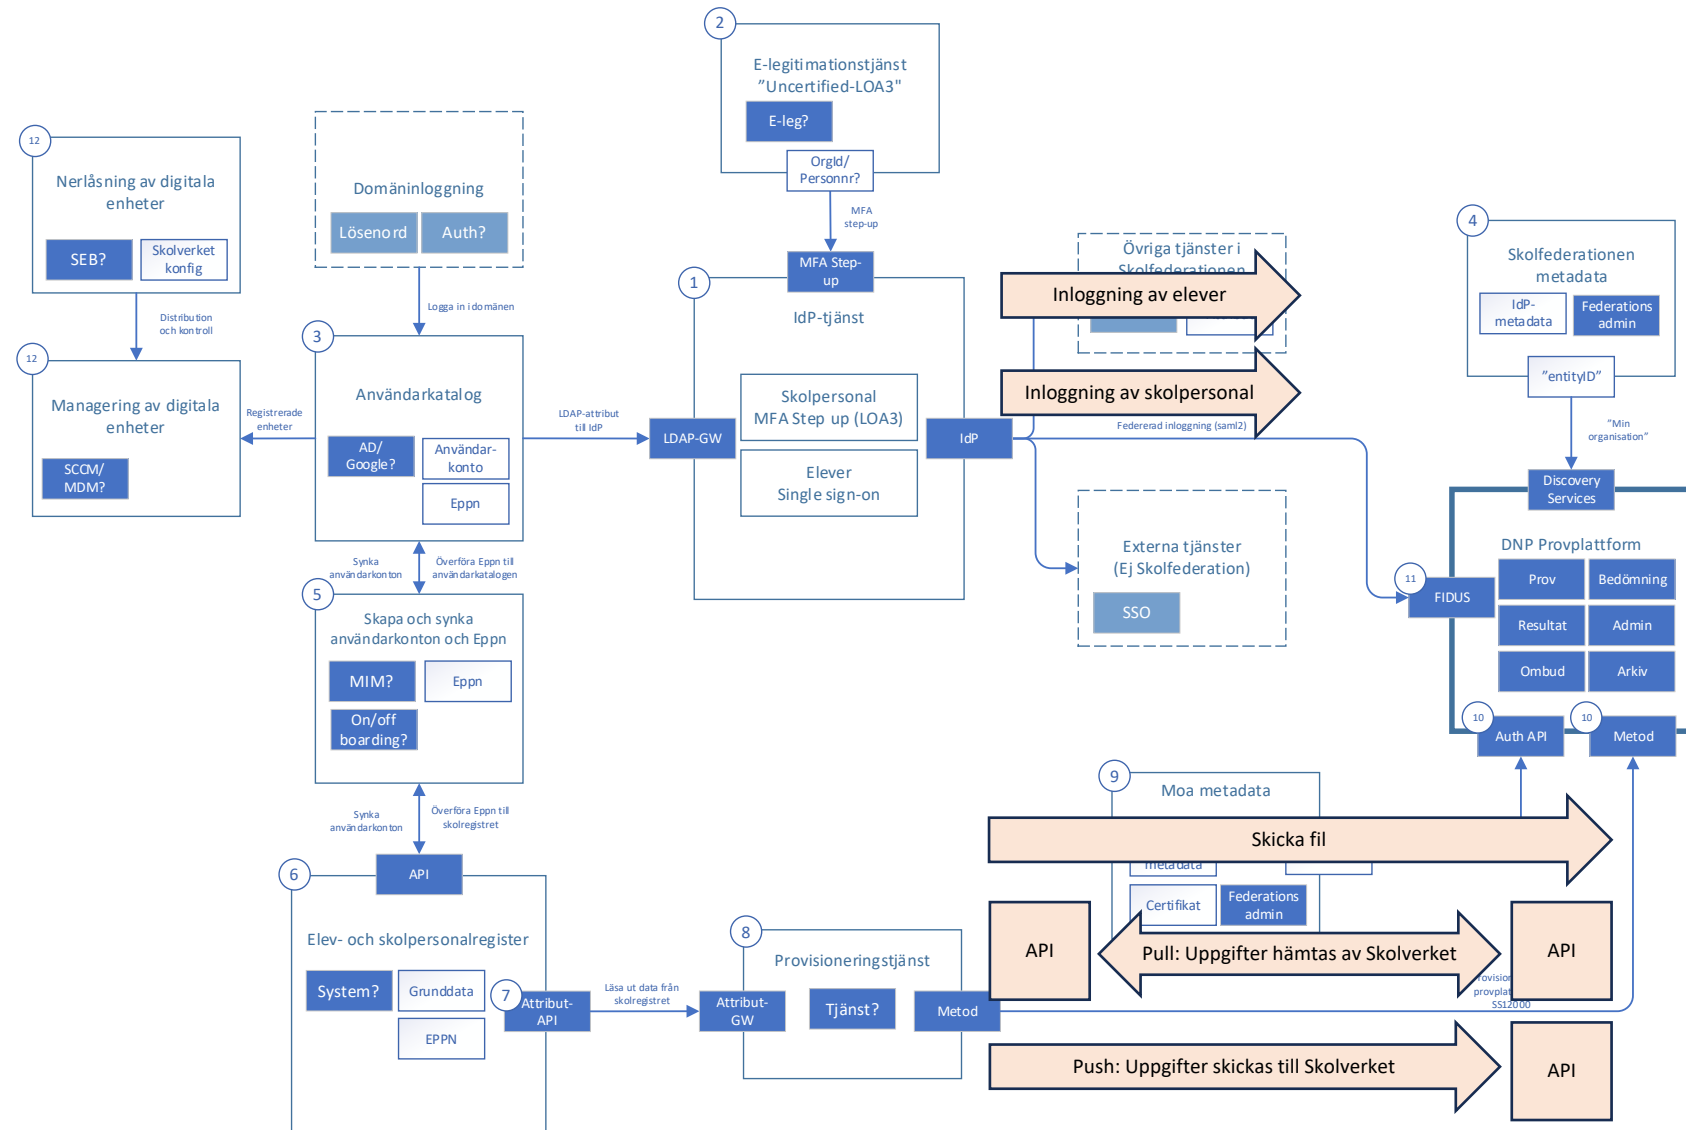 2
E-legitimationstjänst
”Uncertified-LOA3"
E-leg?
OrgId/
Personnr?
MFA
step-up
12
Nerlåsning av digitala
enheter
SEB?
Skolverket
konfig
Distribution
och kontroll
Domäninloggning
Lösenord
Auth?
Logga in i domänen
12
Managering av digitala
enheter
SCCM/
MDM?
Registrerade
enheter
3
Användarkatalog
AD/
Google?
Användar-
konto
Eppn
LDAP-attribut
till IdP
1
MFA Step-
up
IdP-tjänst
Skolpersonal
MFA Step up (LOA3)
Elever
Single sign-on
LDAP-GW
IdP
Övriga tjänster i
Skolfederationen
Inloggning av elever
Inloggning av skolpersonal
Federerad inloggning (saml2)
Externa tjänster
(Ej Skolfederation)
SSO
4
Skolfederationen
metadata
IdP-
metadata
Federations
admin
”entityID”
”Min
organisation”
Discovery
Services
DNP Provplattform
11
FIDUS
Prov
Bedömning
Resultat
Admin
Ombud
Arkiv
10
Auth API
10
Metod
Synka
användarkonton
Överföra Eppn till
användarkatalogen
5
Skapa och synka
användarkonton och Eppn
MIM?
Eppn
On/off
boarding?
Synka
användarkonton
Överföra Eppn till
skolregistret
6
API
Elev- och skolpersonalregister
System?
Grunddata
EPPN
7
Attribut-
API
Läsa ut data från
skolregistret
8
Provisioneringstjänst
Attribut-
GW
Tjänst?
Metod
9
Moa metadata
Skicka fil
metadata
Certifikat
Federations
admin
API
Pull: Uppgifter hämtas av Skolverket
API
SS12000
Push: Uppgifter skickas till Skolverket
API